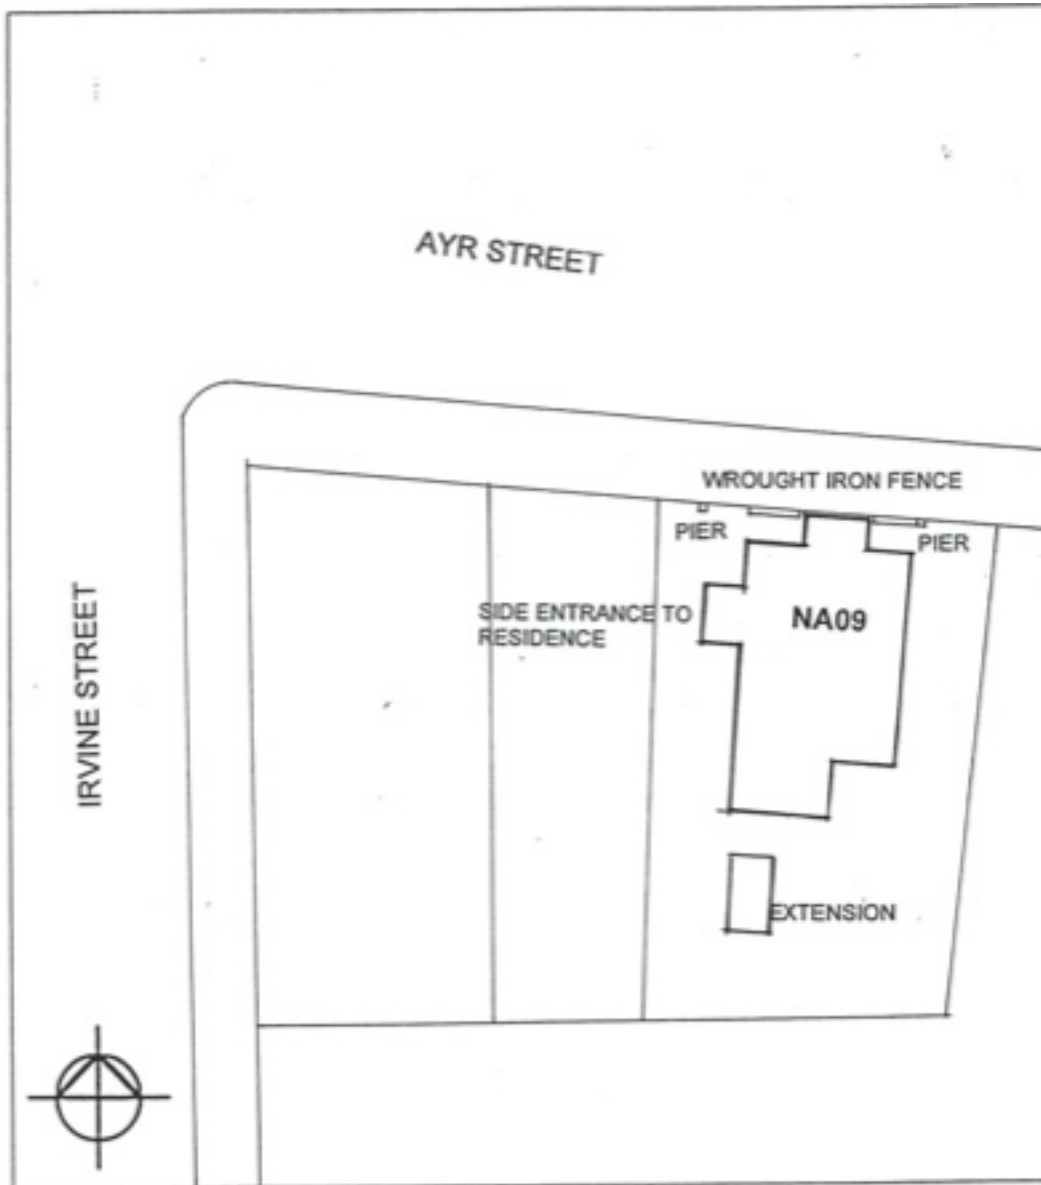 AYR STREET
WROUGHT IRON FENCE
PIER
PIER
SIDE ENTRANCE TO
RESIDENCE
NA09
IRVINE STREET
EXTENSION